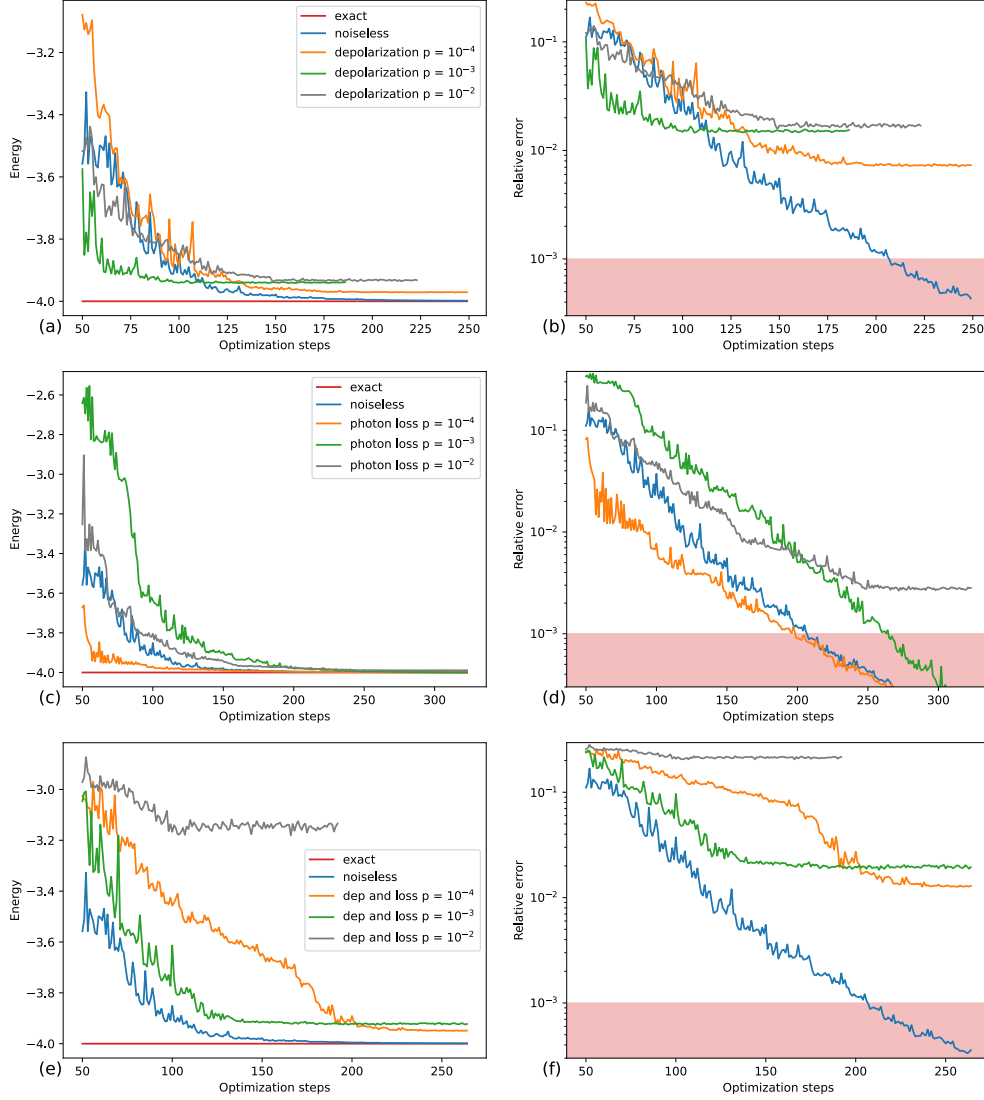 exact
noiseless
depolarization p = 10⁻⁴
depolarization p = 10⁻³
depolarization p = 10⁻²
Energy
−3.2
−3.4
−3.6
−3.8
−4.0
50
75
100
125
150
175
200
225
250
Optimization steps
(a)
Relative error
10⁻¹
10⁻²
10⁻³
50
75
100
125
150
175
200
225
250
Optimization steps
(b)
exact
noiseless
photon loss p = 10⁻⁴
photon loss p = 10⁻³
photon loss p = 10⁻²
Energy
−2.6
−2.8
−3.0
−3.2
−3.4
−3.6
−3.8
−4.0
50
100
150
200
250
300
Optimization steps
(c)
Relative error
10⁻¹
10⁻²
10⁻³
50
100
150
200
250
300
Optimization steps
(d)
exact
noiseless
dep and loss p = 10⁻⁴
dep and loss p = 10⁻³
dep and loss p = 10⁻²
Energy
−3.0
−3.2
−3.4
−3.6
−3.8
−4.0
50
100
150
200
250
Optimization steps
(e)
Relative error
10⁻¹
10⁻²
10⁻³
50
100
150
200
250
Optimization steps
(f)